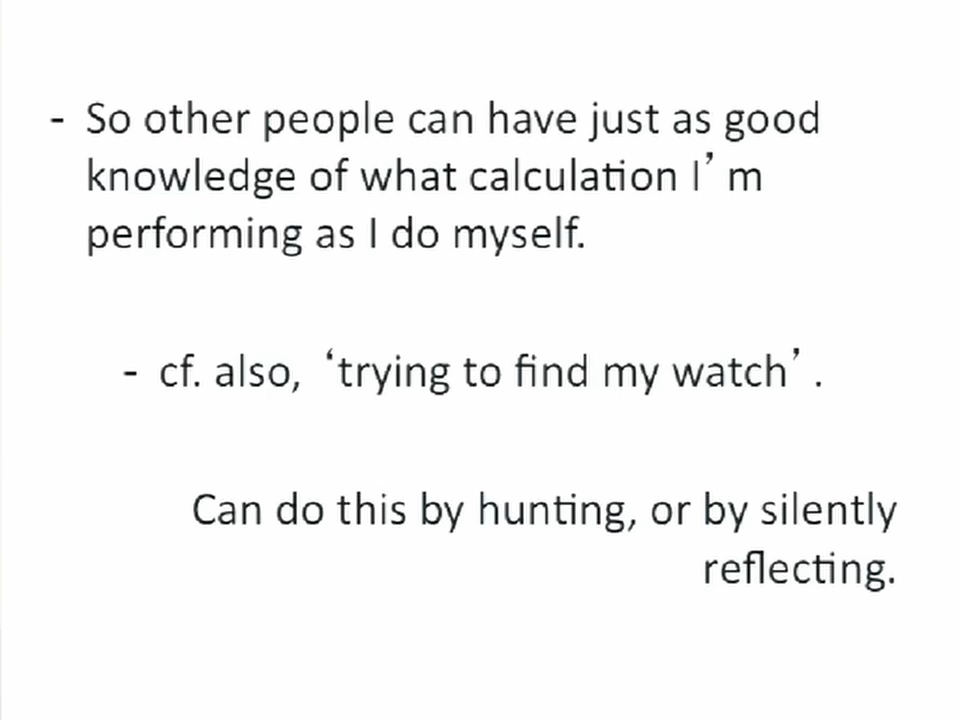 - So other people can have just as good
knowledge of what calculation I’ m
performing as I do myself.
- cf. also, ‘trying to find my watch’ .
Can do this by hunting, or by silently
reflecting.